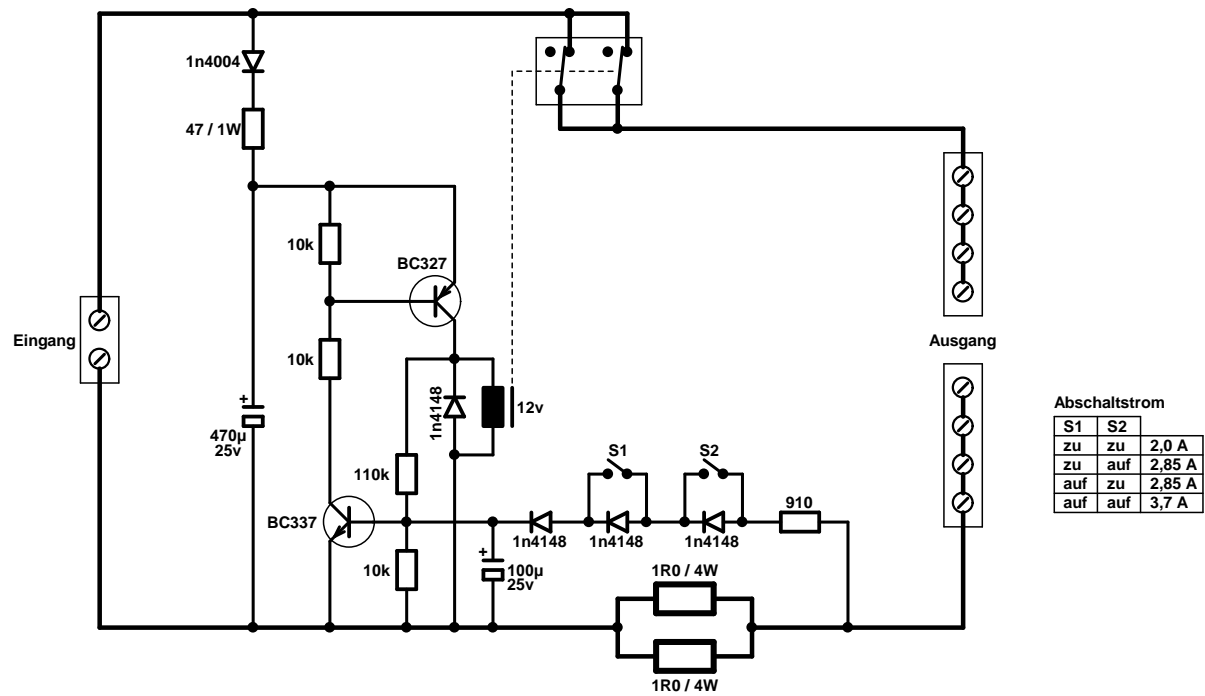 1n4004
47 / 1W
10k
BC327
Eingang
10k
Ausgang
+
470µ
25v
1n4148
12v
Abschaltstrom
S1 S2
zu zu 2,0 A
zu auf 2,85 A
auf zu 2,85 A
auf auf 3,7 A
110k
S1
S2
910
BC337
1n4148
1n4148
1n4148
10k
+
100µ
25v
1R0 / 4W
1R0 / 4W